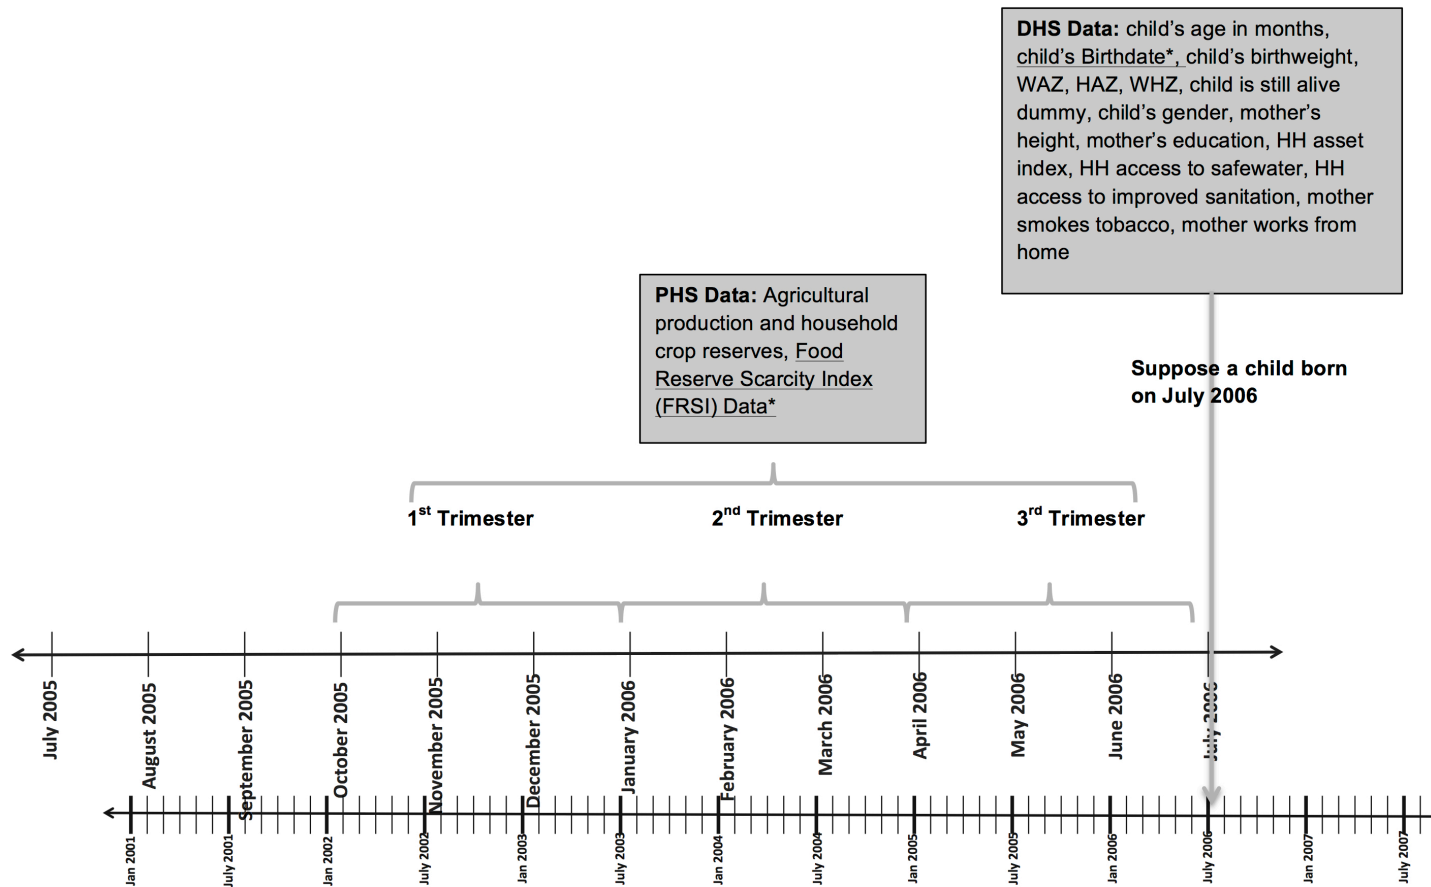 DHS Data: child's age in months,
child's Birthdate*, child's birthweight,
WAZ, HAZ, WHZ, child is still alive
dummy, child's gender, mother's
height, mother's education, HH asset
index, HH access to safewater, HH
access to improved sanitation, mother
smokes tobacco, mother works from
home
PHS Data: Agricultural
production and household
crop reserves, Food
Reserve Scarcity Index
(FRSI) Data*
Suppose a child born
on July 2006
1st Trimester
2nd Trimester
3rd Trimester
July 2005
August 2005
September 2005
October 2005
November 2005
December 2005
January 2006
February 2006
March 2006
April 2006
May 2006
June 2006
July 2006
Jan 2001
July 2001
Jan 2002
July 2002
Jan 2003
July 2003
Jan 2004
July 2004
Jan 2005
July 2005
Jan 2006
July 2006
Jan 2007
July 2007